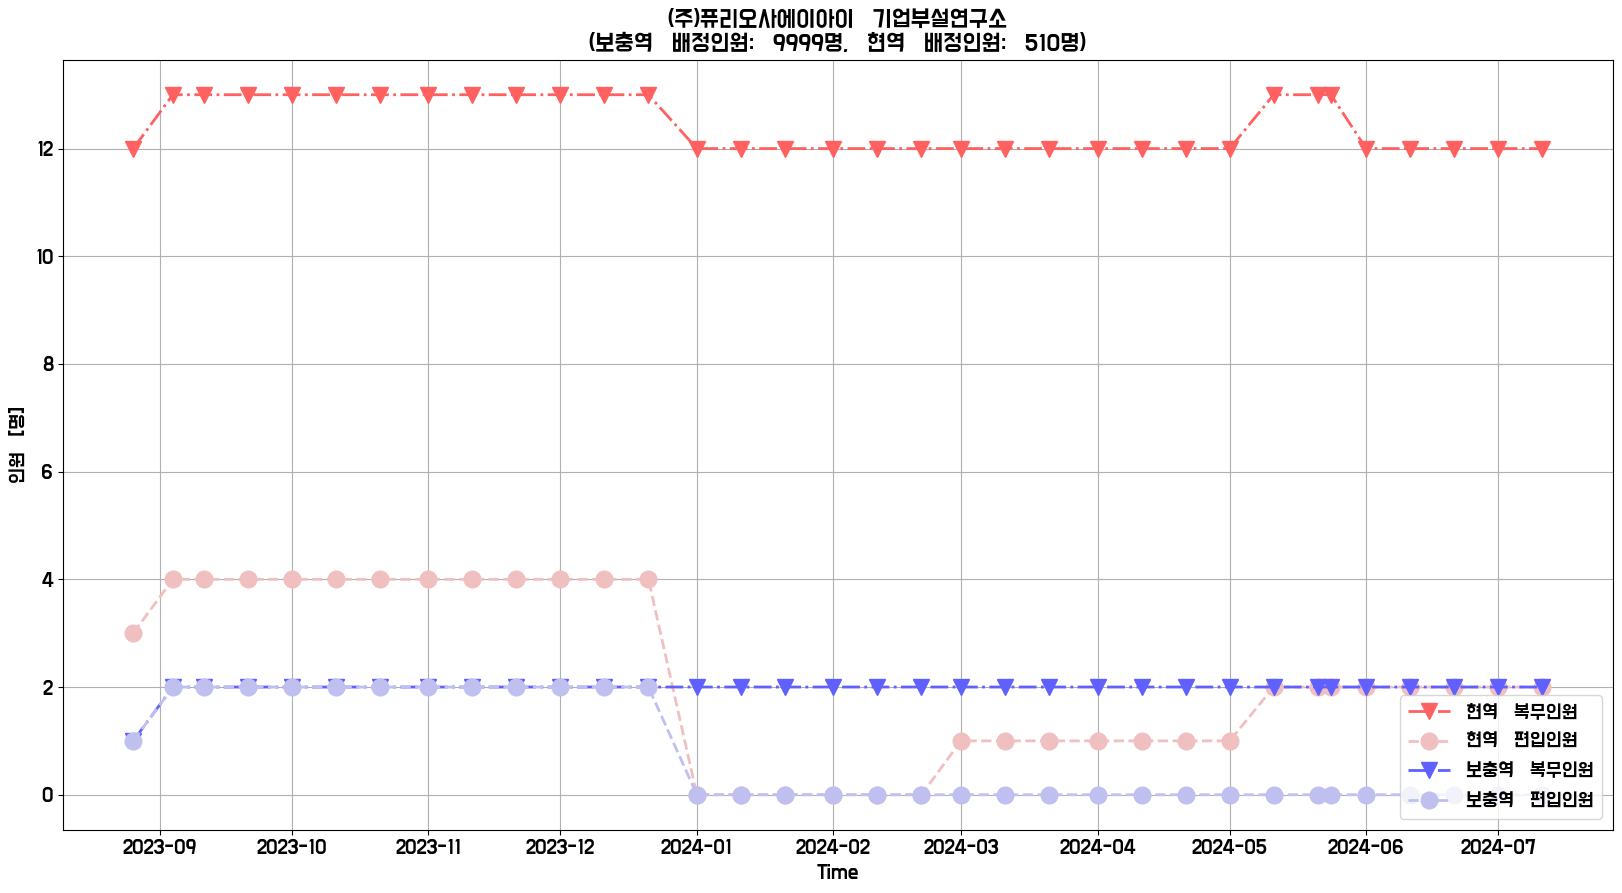 (주)퓨리오사에이아이 기업부설연구소
(보충역 배정인원: 9999명, 현역 배정인원: 510명)
인원 [명]
12
10
8
6
4
2
0
현역 복무인원
현역 편입인원
보충역 복무인원
보충역 편입인원
2023-09 2023-10 2023-11 2023-12 2024-01 2024-02 2024-03 2024-04 2024-05 2024-06 2024-07
Time